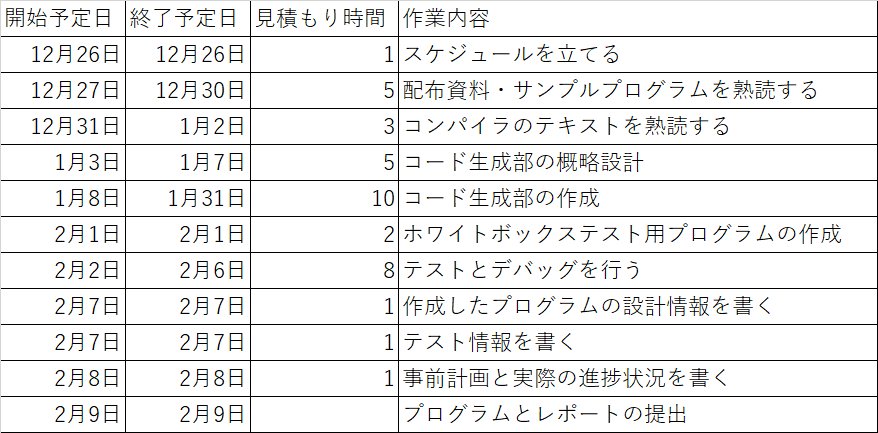 開始予定日 終了予定日 見積もり時間 作業内容
12月26日 12月26日 1 スケジュールを立てる
12月27日 12月30日 5 配布資料・サンプルプログラムを熟読する
12月31日 1月2日 3 コンパイラのテキストを熟読する
1月3日 1月7日 5 コード生成部の概略設計
1月8日 1月31日 10 コード生成部の作成
2月1日 2月1日 2 ホワイトボックステスト用プログラムの作成
2月2日 2月6日 8 テストとデバッグを行う
2月7日 2月7日 1 作成したプログラムの設計情報を書く
2月7日 2月7日 1 テスト情報を書く
2月8日 2月8日 1 事前計画と実際の進捗状況を書く
2月9日 2月9日 プログラムとレポートの提出